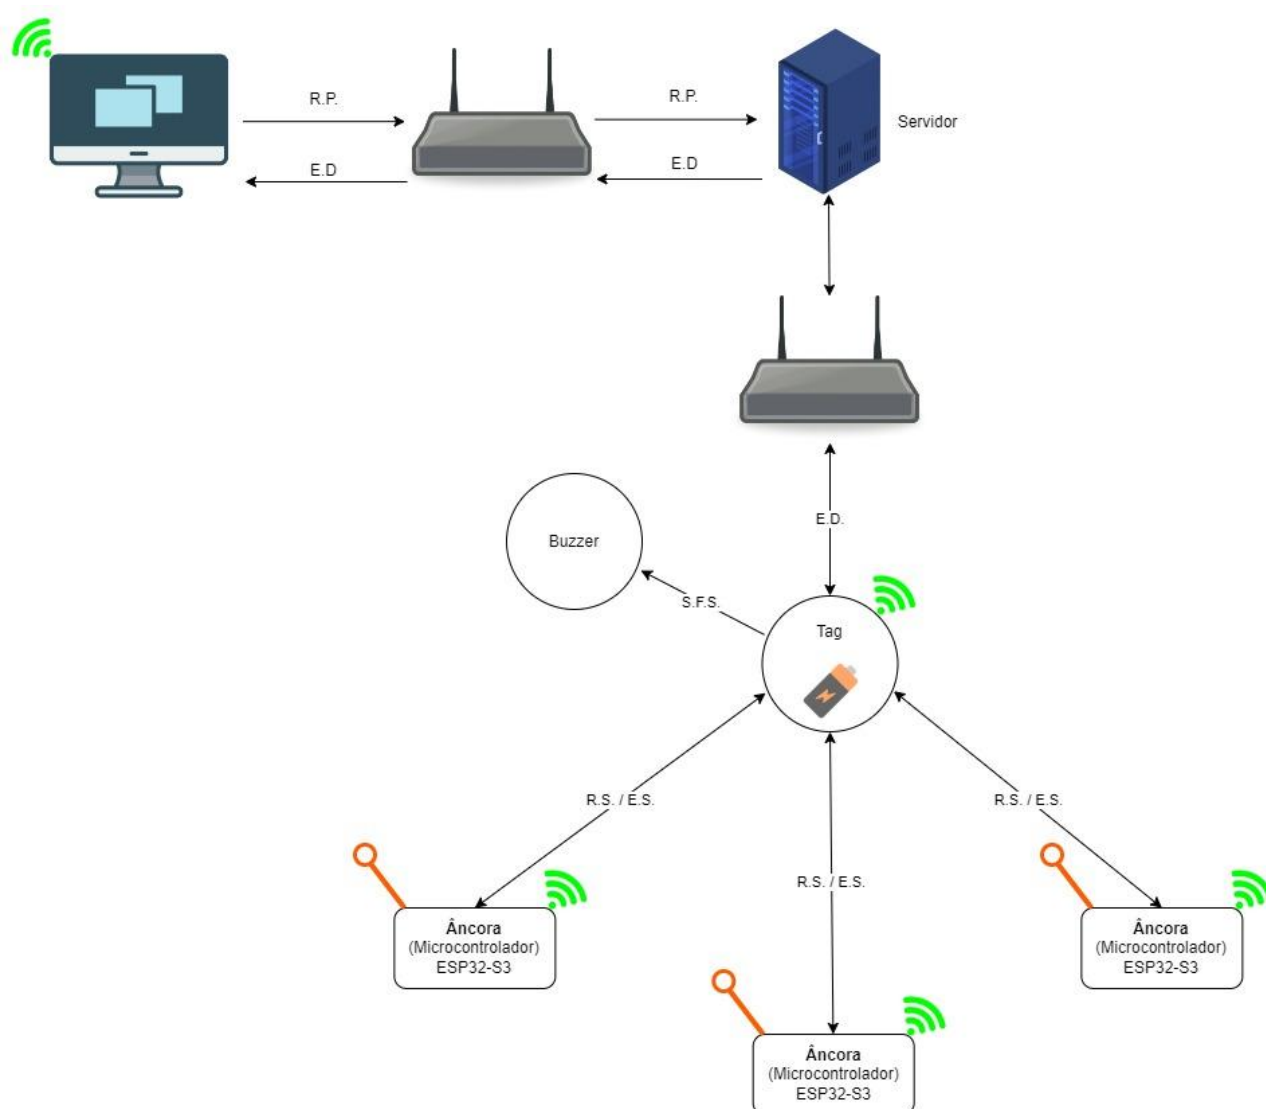 R.P.
R.P.
Servidor
E.D
E.D
E.D.
Buzzer
S.F.S.
Tag
R.S. / E.S.
R.S. / E.S.
R.S. / E.S.
Âncora
(Microcontrolador)
ESP32-S3
Âncora
(Microcontrolador)
ESP32-S3
Âncora
(Microcontrolador)
ESP32-S3